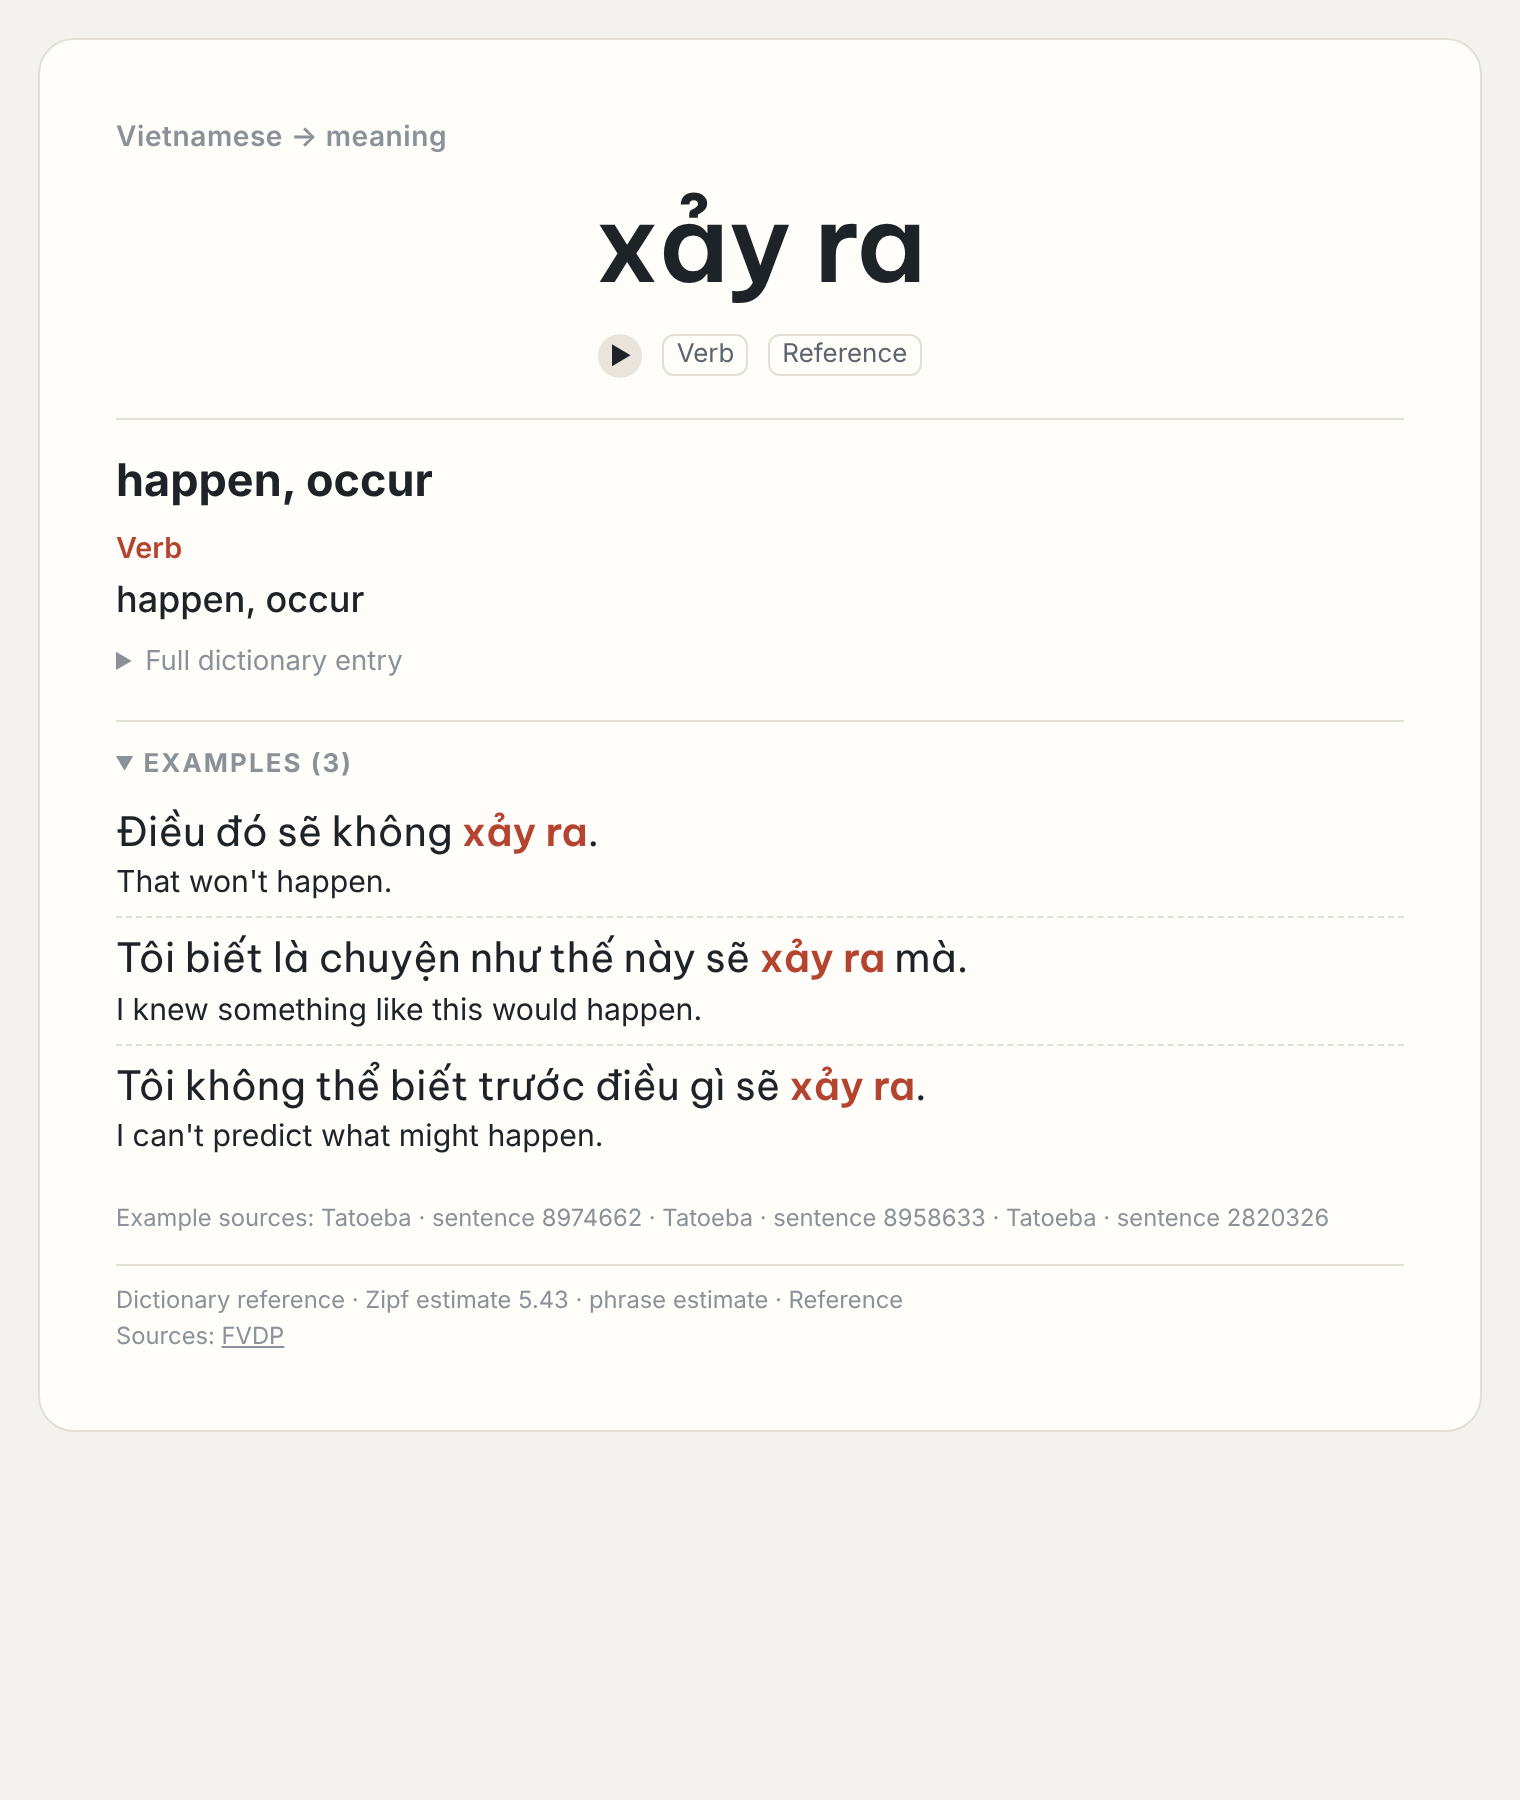 Vietnamese → meaning
xảy ra
Verb
Reference
happen, occur
Verb
happen, occur
Full dictionary entry
EXAMPLES (3)
Điều đó sẽ không xảy ra.
That won't happen.
Tôi biết là chuyện như thế này sẽ xảy ra mà.
I knew something like this would happen.
Tôi không thể biết trước điều gì sẽ xảy ra.
I can't predict what might happen.
Example sources: Tatoeba · sentence 8974662 · Tatoeba · sentence 8958633 · Tatoeba · sentence 2820326
Dictionary reference · Zipf estimate 5.43 · phrase estimate · Reference
Sources: FVDP